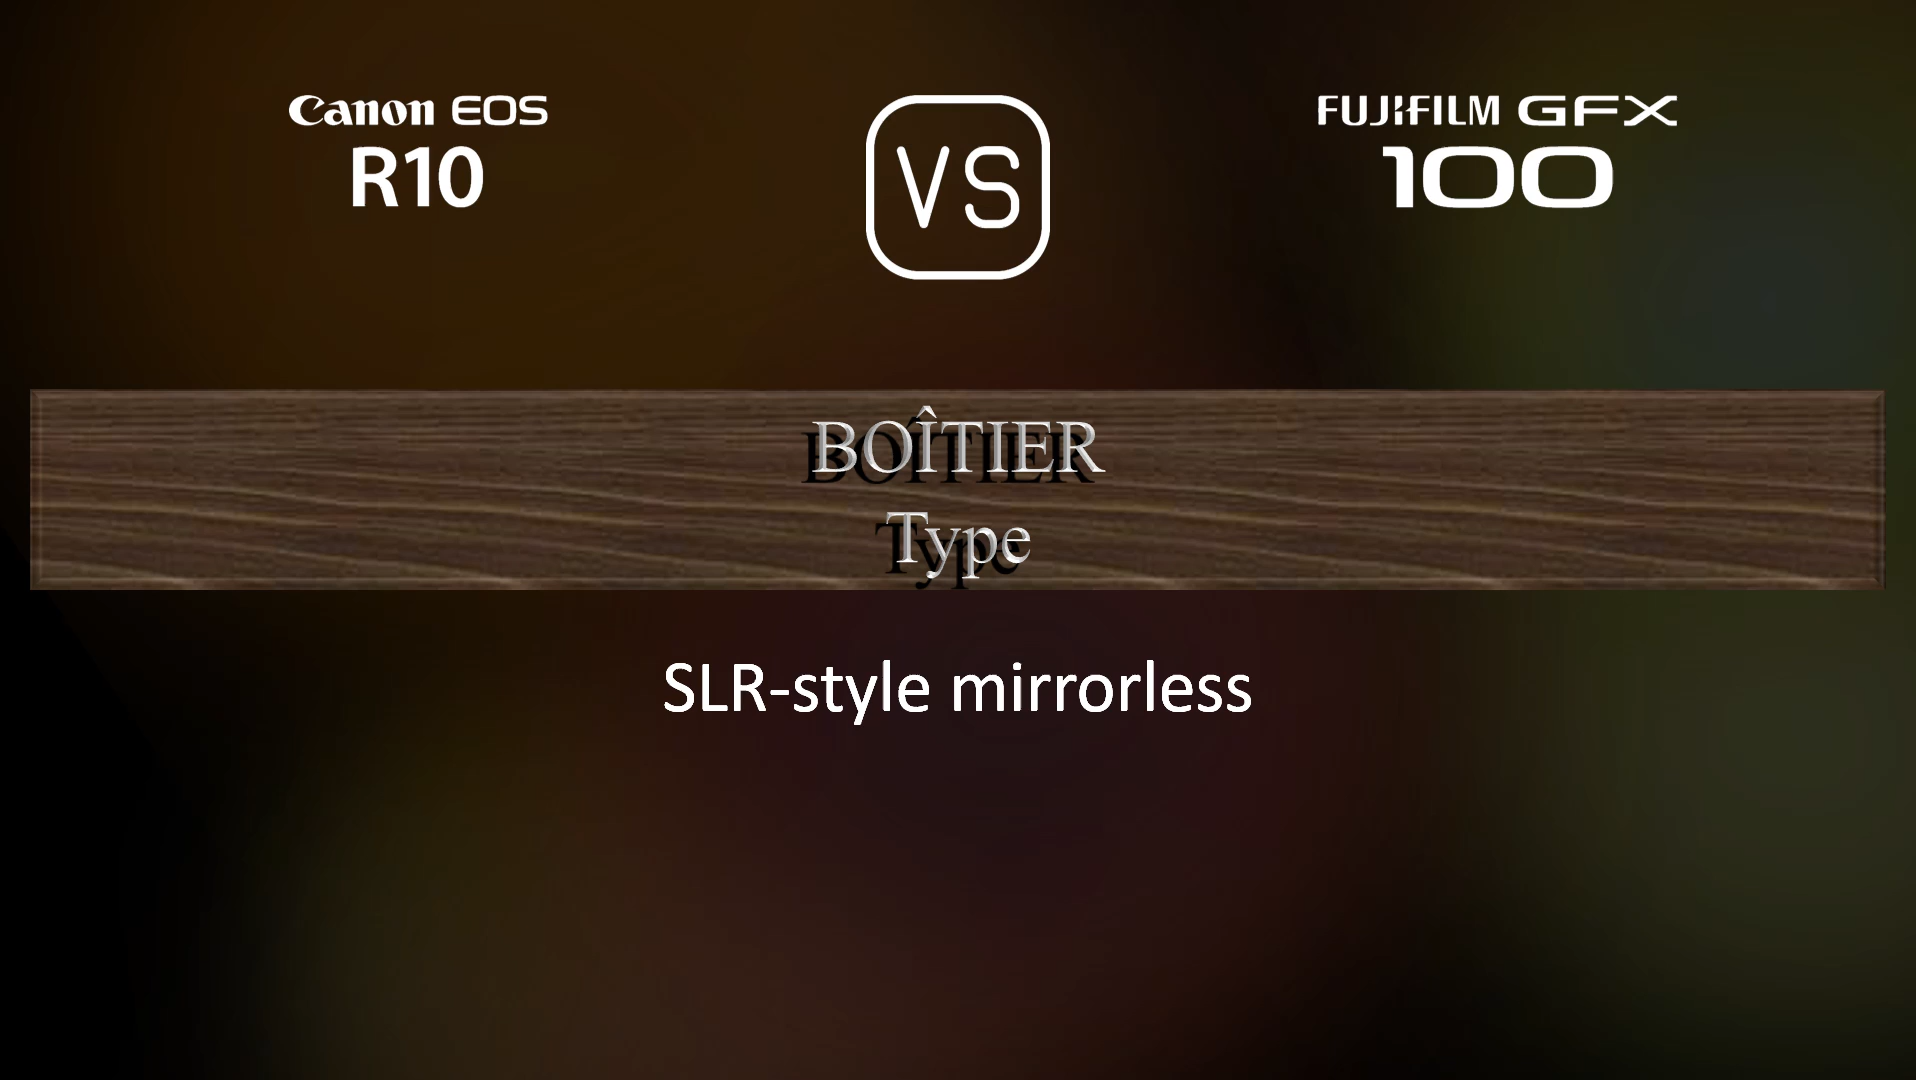 Canon EOS
R10
VS
FUJIFILM GFX
100
BOÎTIER
Type
SLR-style mirrorless